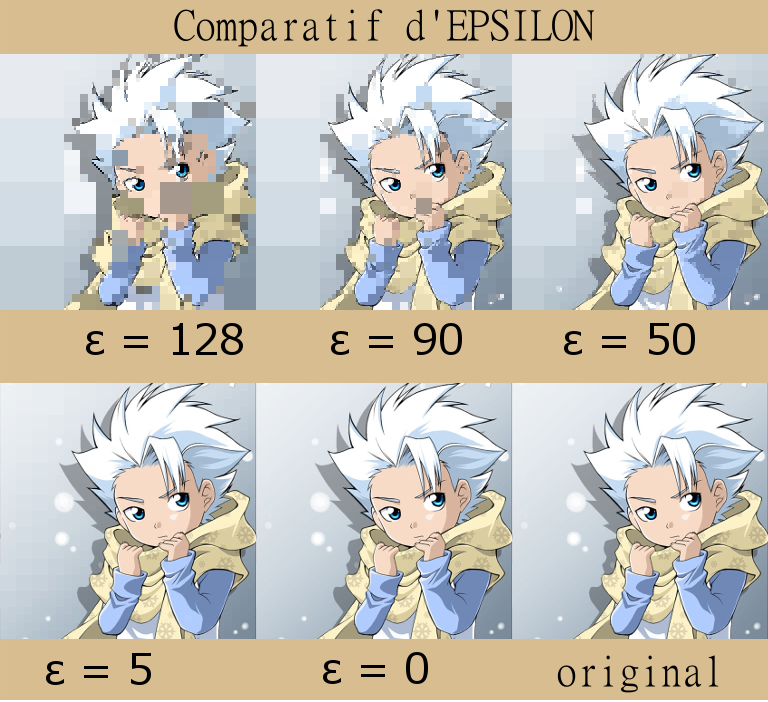 Comparatif d'EPSILON
ε = 128
ε = 90
ε = 50
ε = 5
ε = 0
original